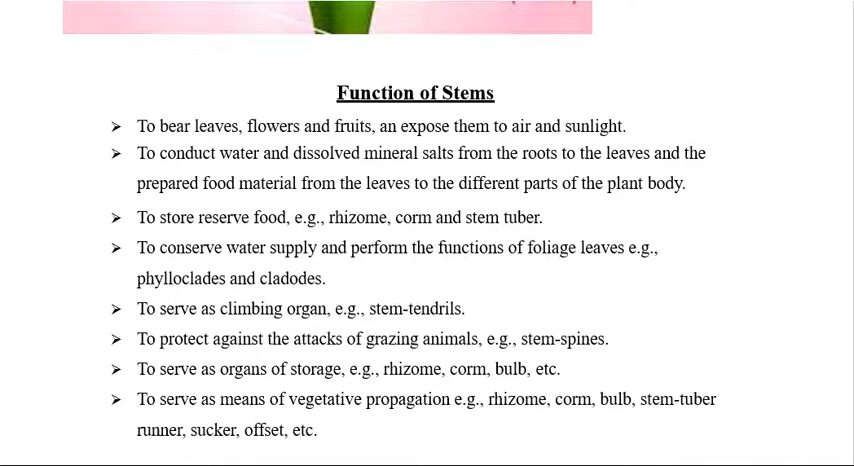 Function of Stems
➢ To bear leaves, flowers and fruits, an expose them to air and sunlight.
➢ To conduct water and dissolved mineral salts from the roots to the leaves and the
prepared food material from the leaves to the different parts of the plant body.
➢ To store reserve food, e.g., rhizome, corm and stem tuber.
➢ To conserve water supply and perform the functions of foliage leaves e.g.,
phylloclades and cladodes.
➢ To serve as climbing organ, e.g., stem-tendrils.
➢ To protect against the attacks of grazing animals, e.g., stem-spines.
➢ To serve as organs of storage, e.g., rhizome, corm, bulb, etc.
➢ To serve as means of vegetative propagation e.g., rhizome, corm, bulb, stem-tuber
runner, sucker, offset, etc.